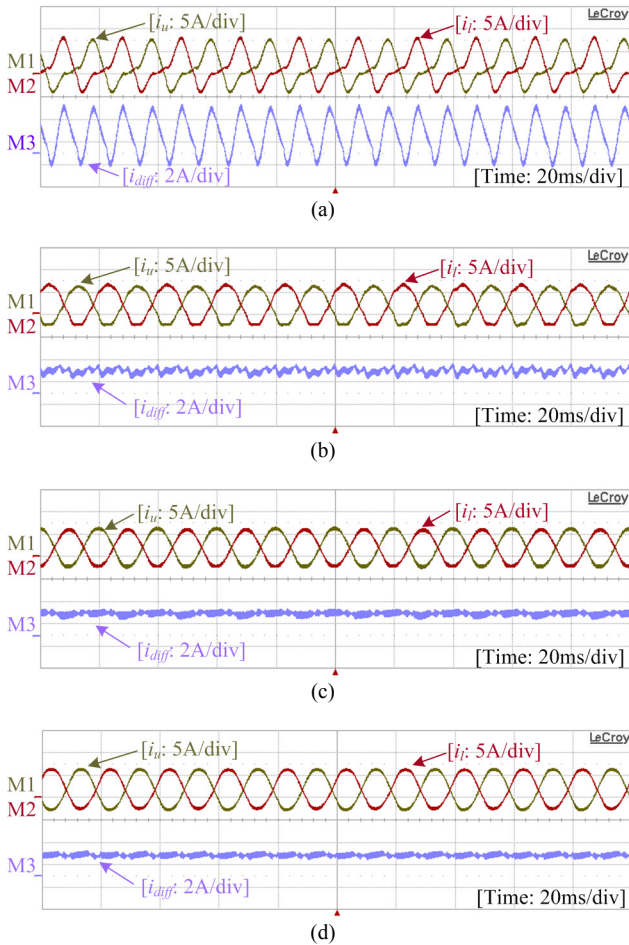 LeCroy
[iu: 5A/div]
[il: 5A/div]
M1
M2
M3
[idiff: 2A/div]
[Time: 20ms/div]
(a)
LeCroy
[iu: 5A/div]
[il: 5A/div]
M1
M2
M3
[idiff: 2A/div]
[Time: 20ms/div]
(b)
LeCroy
[iu: 5A/div]
[il: 5A/div]
M1
M2
M3
[idiff: 2A/div]
[Time: 20ms/div]
(c)
LeCroy
[iu: 5A/div]
[il: 5A/div]
M1
M2
M3
[idiff: 2A/div]
[Time: 20ms/div]
(d)